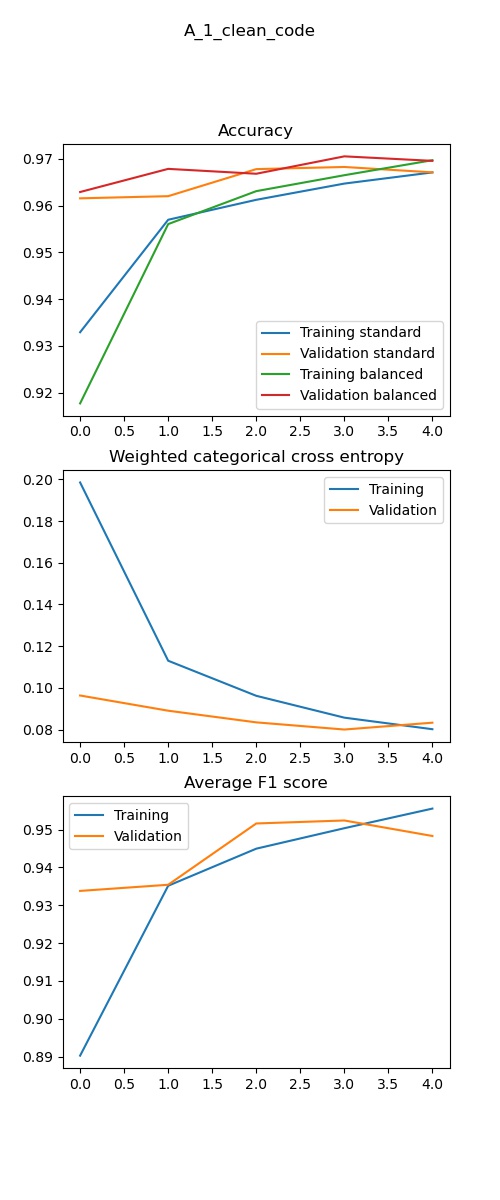 A_1_clean_code
Accuracy
0.97
0.96
0.95
0.94
0.93
0.92
Training standard
Validation standard
Training balanced
Validation balanced
0.0 0.5 1.0 1.5 2.0 2.5 3.0 3.5 4.0
Weighted categorical cross entropy
0.20
0.18
0.16
0.14
0.12
0.10
0.08
Training
Validation
0.0 0.5 1.0 1.5 2.0 2.5 3.0 3.5 4.0
Average F1 score
Training
Validation
0.95
0.94
0.93
0.92
0.91
0.90
0.89
0.0 0.5 1.0 1.5 2.0 2.5 3.0 3.5 4.0